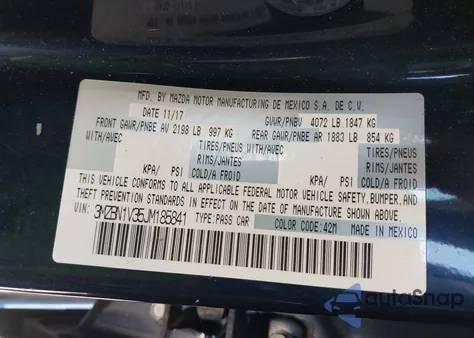 MFD. BY MAZDA MOTOR MANUFACTURING DE MEXICO S.A. DE C.V.
DATE 11/17 GVWR/PNBV 4072 LB 1847 KG
FRONT GAWR/PNBE AV 2198 LB 997 KG REAR GAWR/PNBE AR 1883 LB 854 KG
WITH/AVEC TIRES/PNEUS WITH/AVEC TIRES/PNEUS
RIMS/JANTES RIMS/JANTES
KPA/ PSI COLD/A FROID KPA/ PSI COLD/A FROID
THIS VEHICLE CONFORMS TO ALL APPLICABLE FEDERAL MOTOR VEHICLE SAFETY, BUMPER, AND
THEFT PREVENTION STANDARDS IN EFFECT ON THE DATE OF MANUFACTURE SHOWN ABOVE.
VIN: 3MZBN1V35JM185841 TYPE: PASS CAR COLOR CODE: 42M MADE IN MEXICO
autoSnap